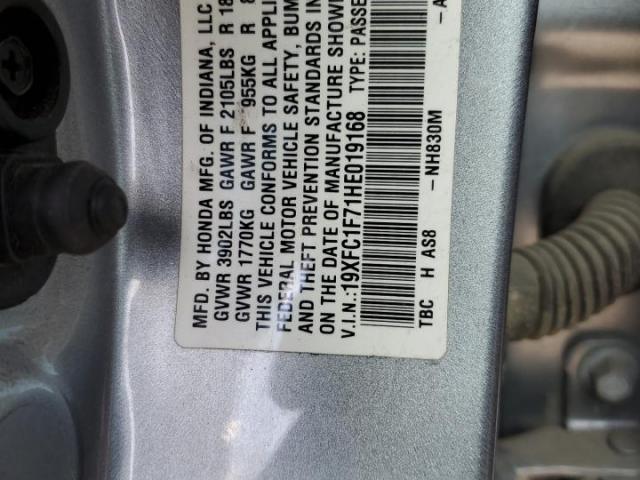 MFD. BY HONDA MFG. OF INDIANA, LLC
GVWR 3902LBS GAWR F 2105LBS R 18
GVWR 1770KG GAWR F 955KG R 8
THIS VEHICLE CONFORMS TO ALL APPLI
FEDERAL MOTOR VEHICLE SAFETY, BUM
AND THEFT PREVENTION STANDARDS IN
ON THE DATE OF MANUFACTURE SHOW
V.I.N.:19XFC1F71HE019168 TYPE: PASSE
TBC H AS8 -NH830M -A